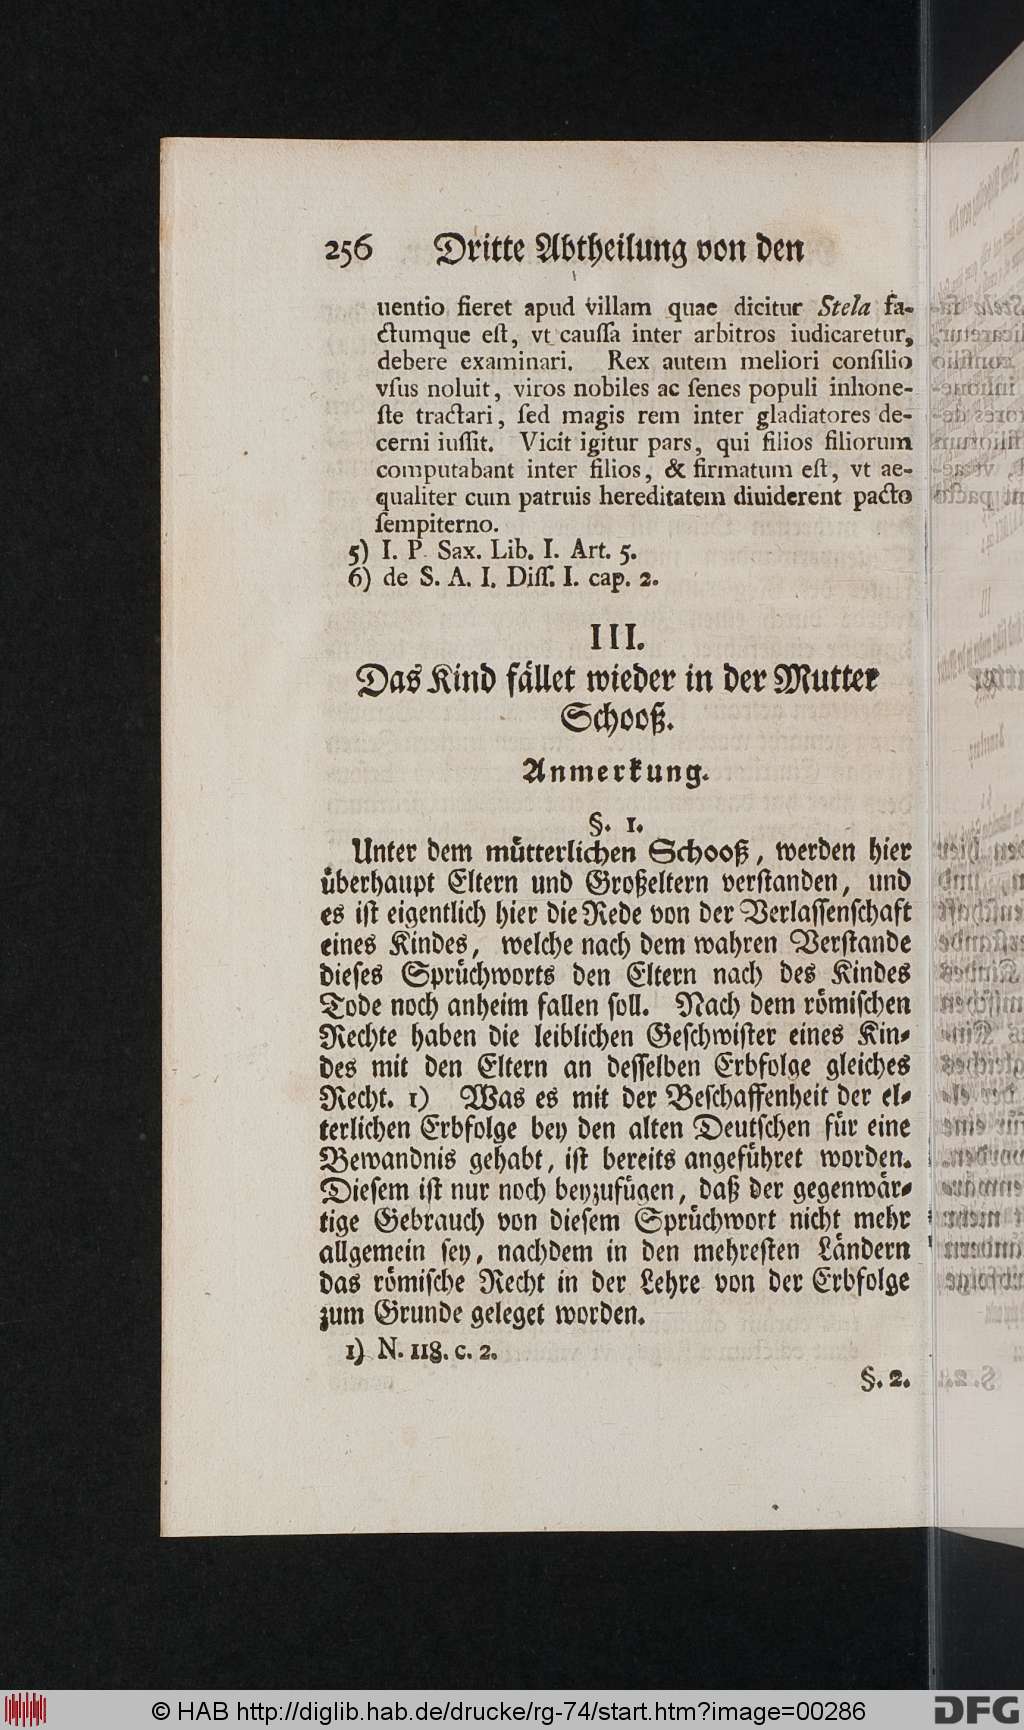 256 Dritte Abtheilung von den
uentio fieret apud villam quae dicitur Stela fa-
ctumque eſt, vt cauſſa inter arbitros iudicaretur,
debere examinari. Rex autem meliori conſilio
vſus noluit, viros nobiles ac ſenes populi inhone-
ſte tractari, ſed magis rem inter gladiatores de-
cerni iuſſit. Vicit igitur pars, qui filios filiorum
computabant inter filios, & firmatum eſt, vt ae-
qualiter cum patruis hereditatem diuiderent pacto
ſempiterno.
5) I. P. Sax. Lib. I. Art. 5.
6) de S. A. I. Diſſ. I. cap. 2.
III.
Das Kind fället wieder in der Mutter
Schooß.
Anmerkung.
§. 1.
Unter dem mütterlichen Schooß, werden hier
überhaupt Eltern und Großeltern verſtanden, und
es iſt eigentlich hier die Rede von der Verlaſſenſchaft
eines Kindes, welche nach dem wahren Verſtande
dieſes Sprüchworts den Eltern nach des Kindes
Tode noch anheim fallen ſoll. Nach dem römiſchen
Rechte haben die leiblichen Geſchwiſter eines Kin-
des mit den Eltern an deſſelben Erbfolge gleiches
Recht. 1) Was es mit der Beſchaffenheit der el-
terlichen Erbfolge bey den alten Deutſchen für eine
Bewandnis gehabt, iſt bereits angeführet worden.
Dieſem iſt nur noch beyzufügen, daß der gegenwär-
tige Gebrauch von dieſem Sprüchwort nicht mehr
allgemein ſey, nachdem in den mehreſten Ländern
das römiſche Recht in der Lehre von der Erbfolge
zum Grunde geleget worden.
1) N. 118. c. 2.
§. 2.
© HAB http://diglib.hab.de/drucke/rg-74/start.htm?image=00286
DFG